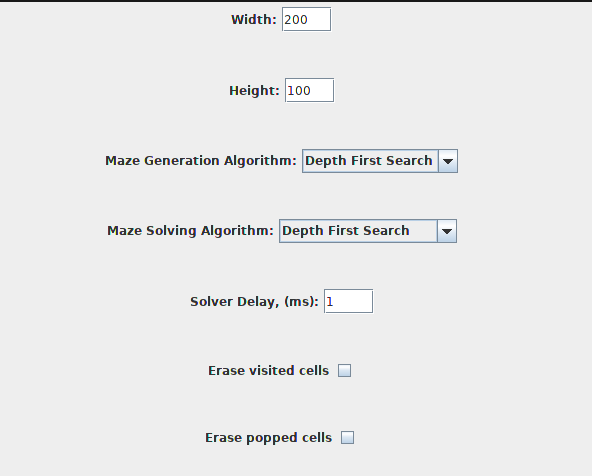 Width: 200
Height: 100
Maze Generation Algorithm: Depth First Search
Maze Solving Algorithm: Depth First Search
Solver Delay, (ms): 1
Erase visited cells
Erase popped cells